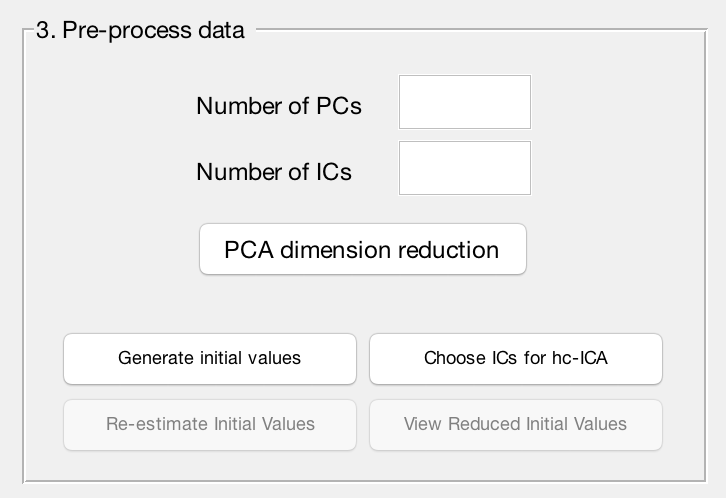 3. Pre-process data
Number of PCs
Number of ICs
PCA dimension reduction
Generate initial values
Choose ICs for hc-ICA
Re-estimate Initial Values
View Reduced Initial Values